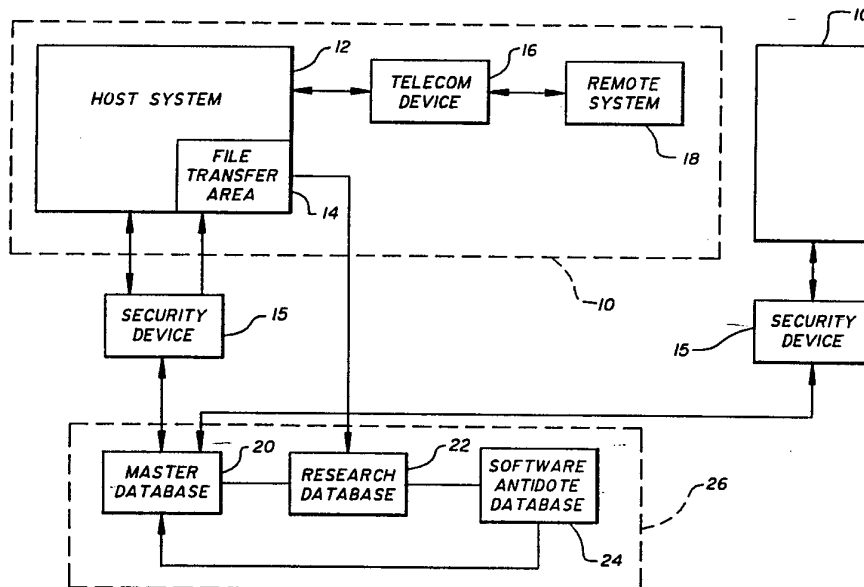 12
HOST SYSTEM
16
TELECOM
DEVICE
REMOTE
SYSTEM
18
FILE
TRANSFER
AREA
14
10
SECURITY
DEVICE
15
SECURITY
DEVICE
15
20
MASTER
DATABASE
22
RESEARCH
DATABASE
SOFTWARE
ANTIDOTE
DATABASE
24
26